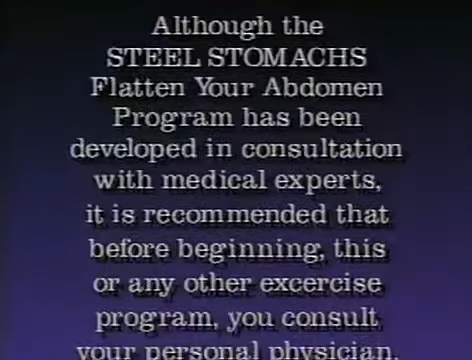 Although the
STEEL STOMACHS
Flatten Your Abdomen
Program has been
developed in consultation
with medical experts,
it is recommended that
before beginning, this
or any other excercise
program, you consult
your personal physician.